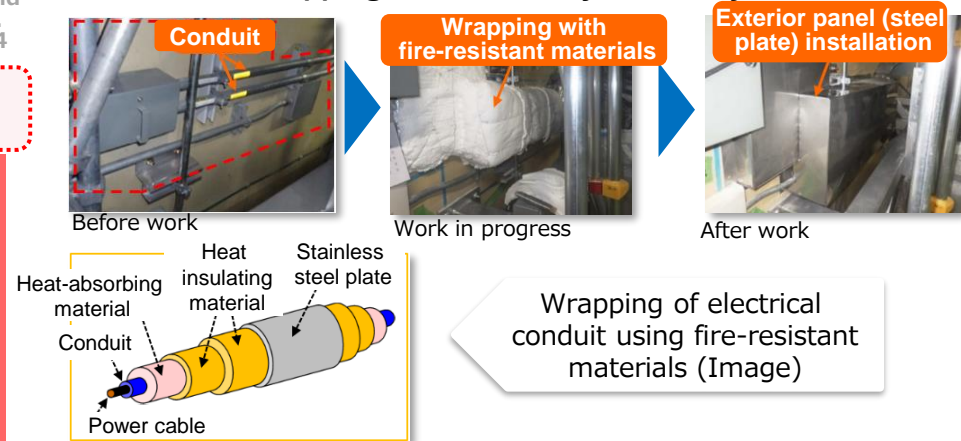 Conduit
Wrapping with
fire-resistant materials
Exterior panel (steel
plate) installation
Before work
Work in progress
After work
Heat-absorbing
material
Heat
insulating
material
Stainless
steel plate
Conduit
Power cable
Wrapping of electrical
conduit using fire-resistant
materials (Image)